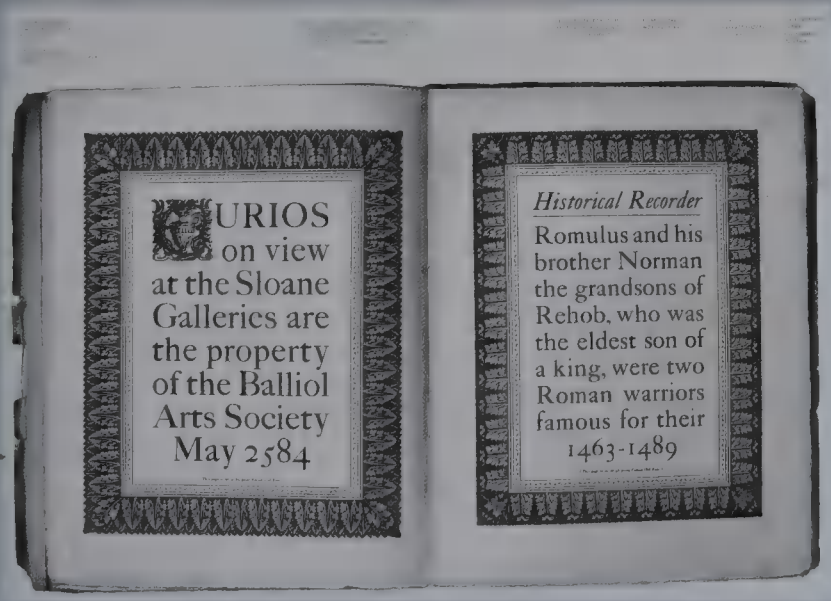 CURIOS
on view
at the Sloane
Galleries are
the property
of the Balliol
Arts Society
May 2584
Historical Recorder
Romulus and his
brother Norman
the grandsons of
Rehob, who was
the eldest son of
a king, were two
Roman warriors
famous for their
1463-1489